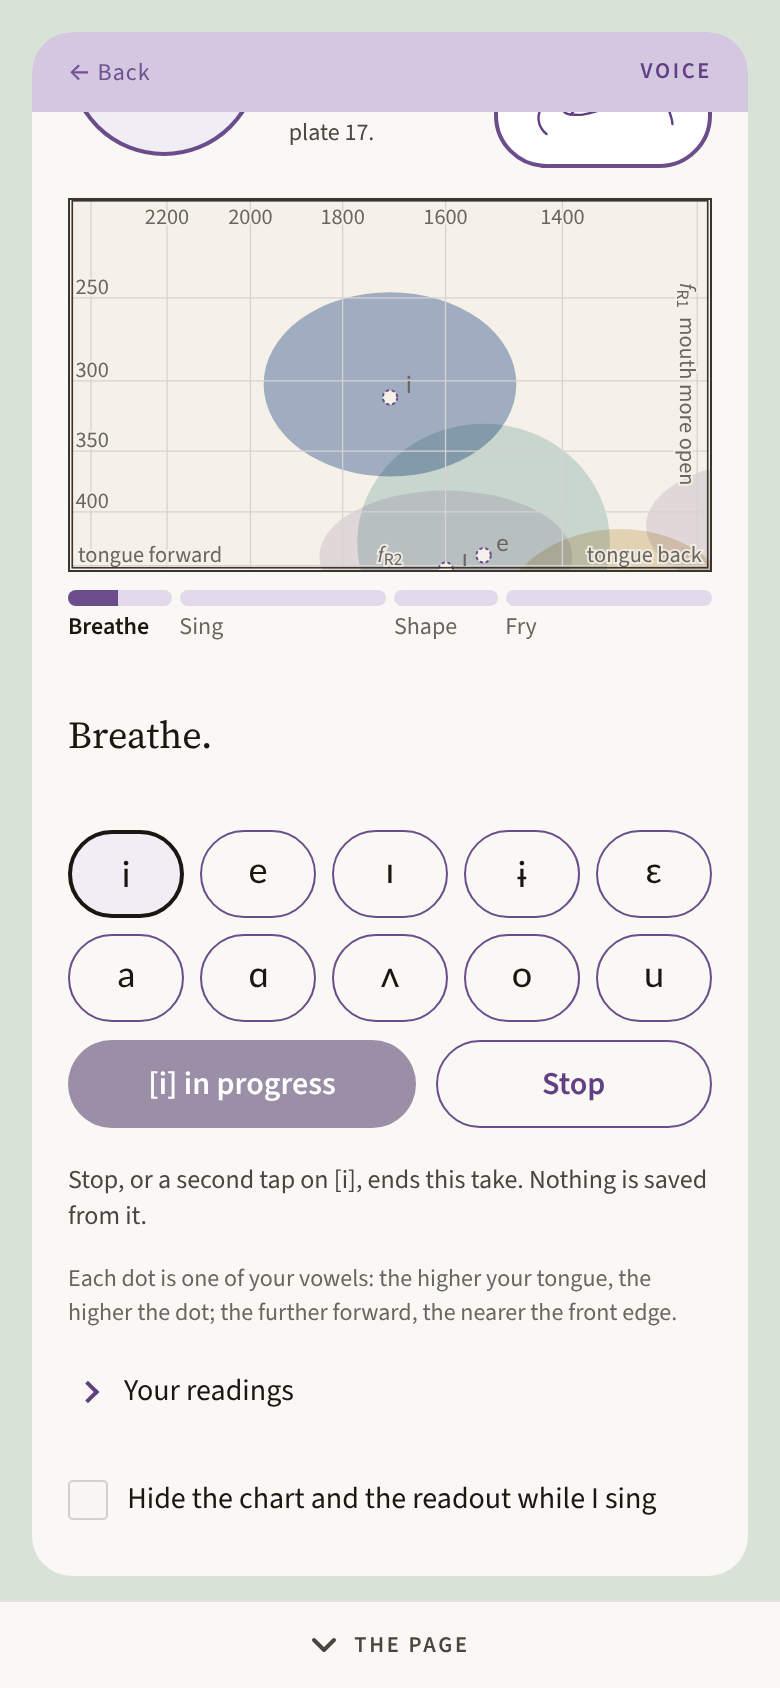 ← Back
VOICE
plate 17.
2200 2000 1800 1600 1400
250
300
350
400
fR1 mouth more open
i
e
ɪ
tongue forward
fR2
tongue back
Breathe Sing Shape Fry
Breathe.
i e ɪ ɨ ɛ
a ɑ ʌ o u
[i] in progress
Stop
Stop, or a second tap on [i], ends this take. Nothing is saved
from it.
Each dot is one of your vowels: the higher your tongue, the
higher the dot; the further forward, the nearer the front edge.
Your readings
Hide the chart and the readout while I sing
THE PAGE